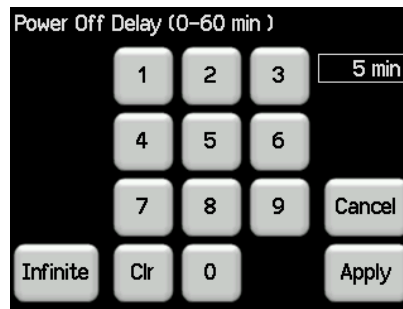 Power Off Delay (0-60 min )
1 2 3 5 min
4 5 6
7 8 9 Cancel
Infinite Clr 0 Apply